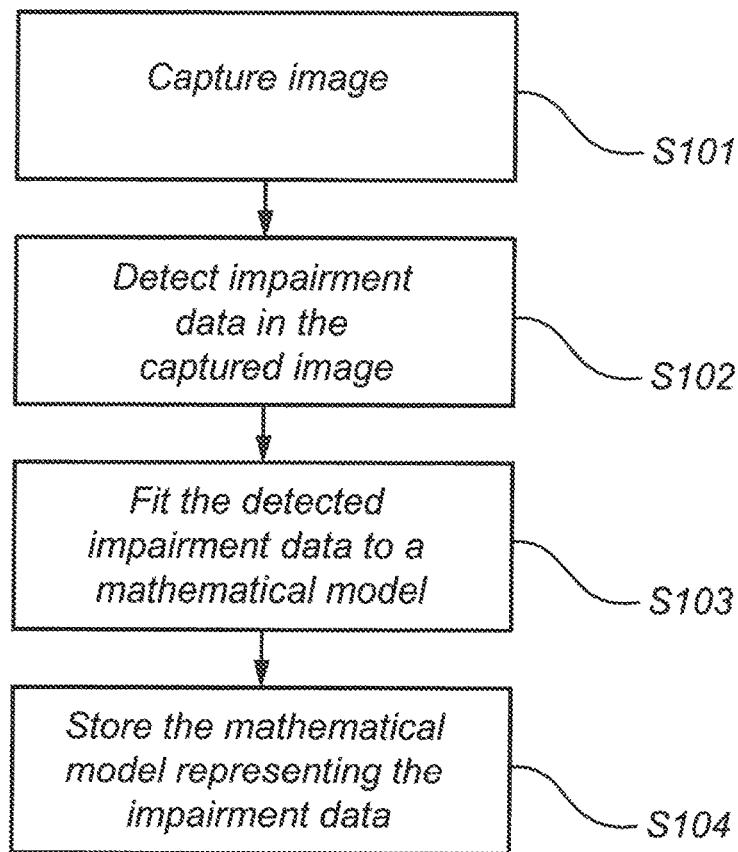 Capture image
S101
Detect impairment
data in the
captured image
S102
Fit the detected
impairment data to a
mathematical model
S103
Store the mathematical
model representing the
impairment data
S104